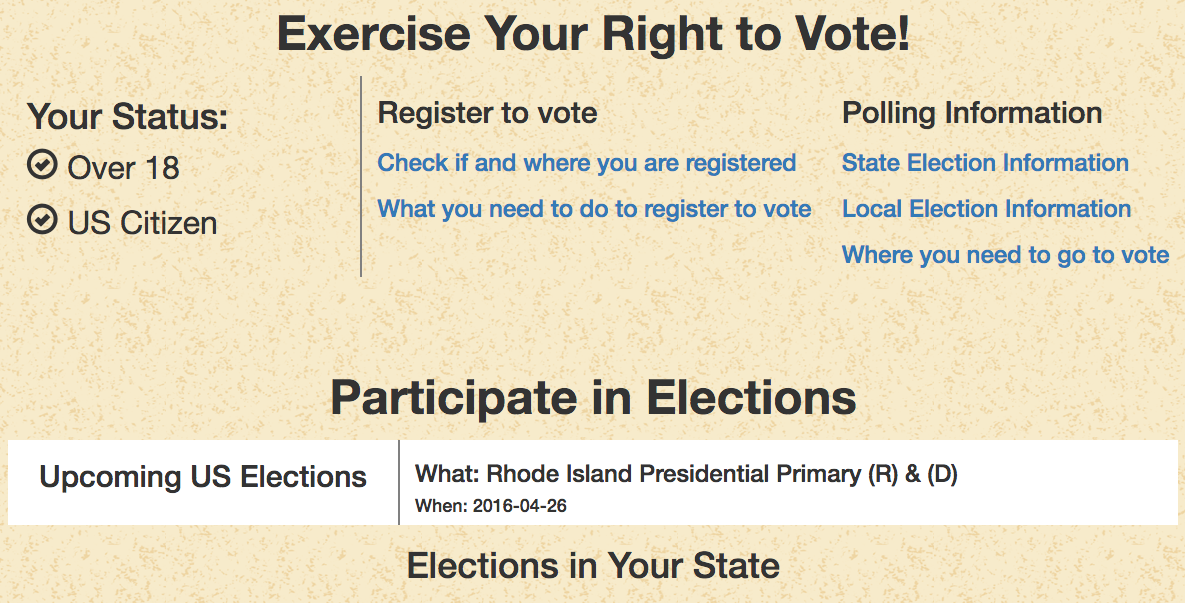 Exercise Your Right to Vote!
Your Status:
Over 18
US Citizen
Register to vote
Check if and where you are registered
What you need to do to register to vote
Polling Information
State Election Information
Local Election Information
Where you need to go to vote
Participate in Elections
Upcoming US Elections
What: Rhode Island Presidential Primary (R) & (D)
When: 2016-04-26
Elections in Your State